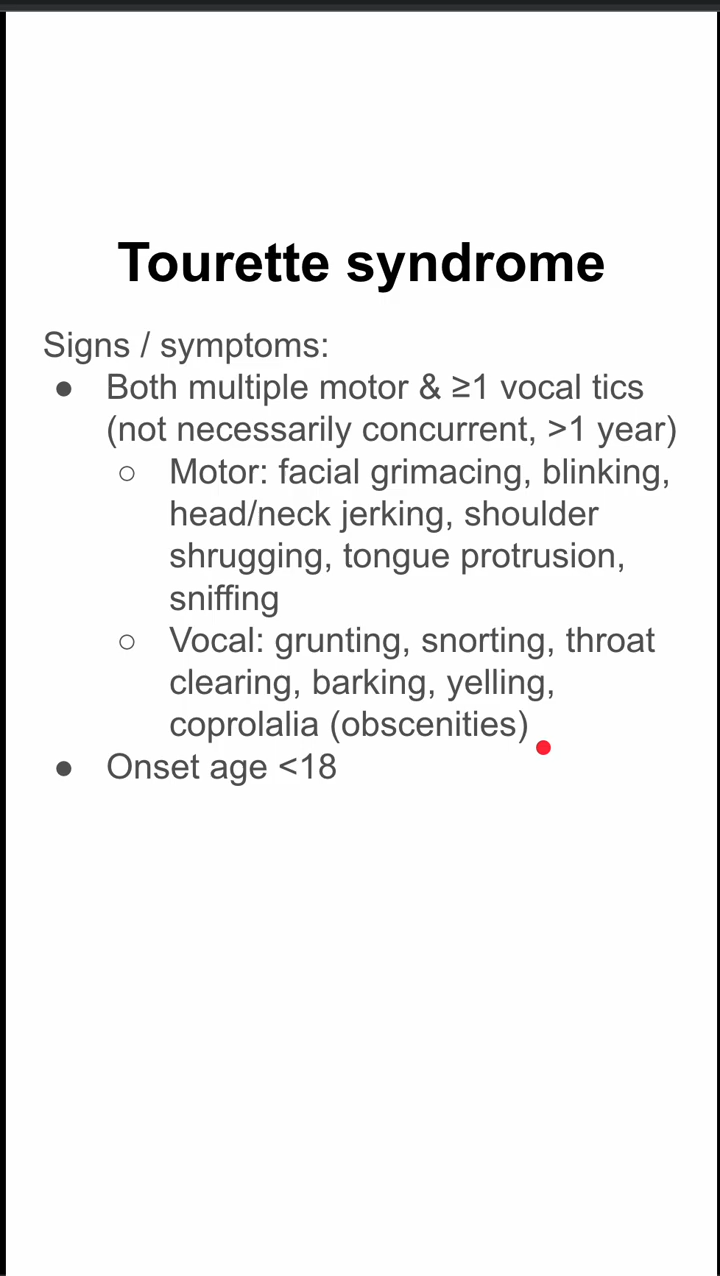 Tourette syndrome
Signs / symptoms:
● Both multiple motor & ≥1 vocal tics
(not necessarily concurrent, >1 year)
○ Motor: facial grimacing, blinking,
head/neck jerking, shoulder
shrugging, tongue protrusion,
sniffing
○ Vocal: grunting, snorting, throat
clearing, barking, yelling,
coprolalia (obscenities)
● Onset age <18